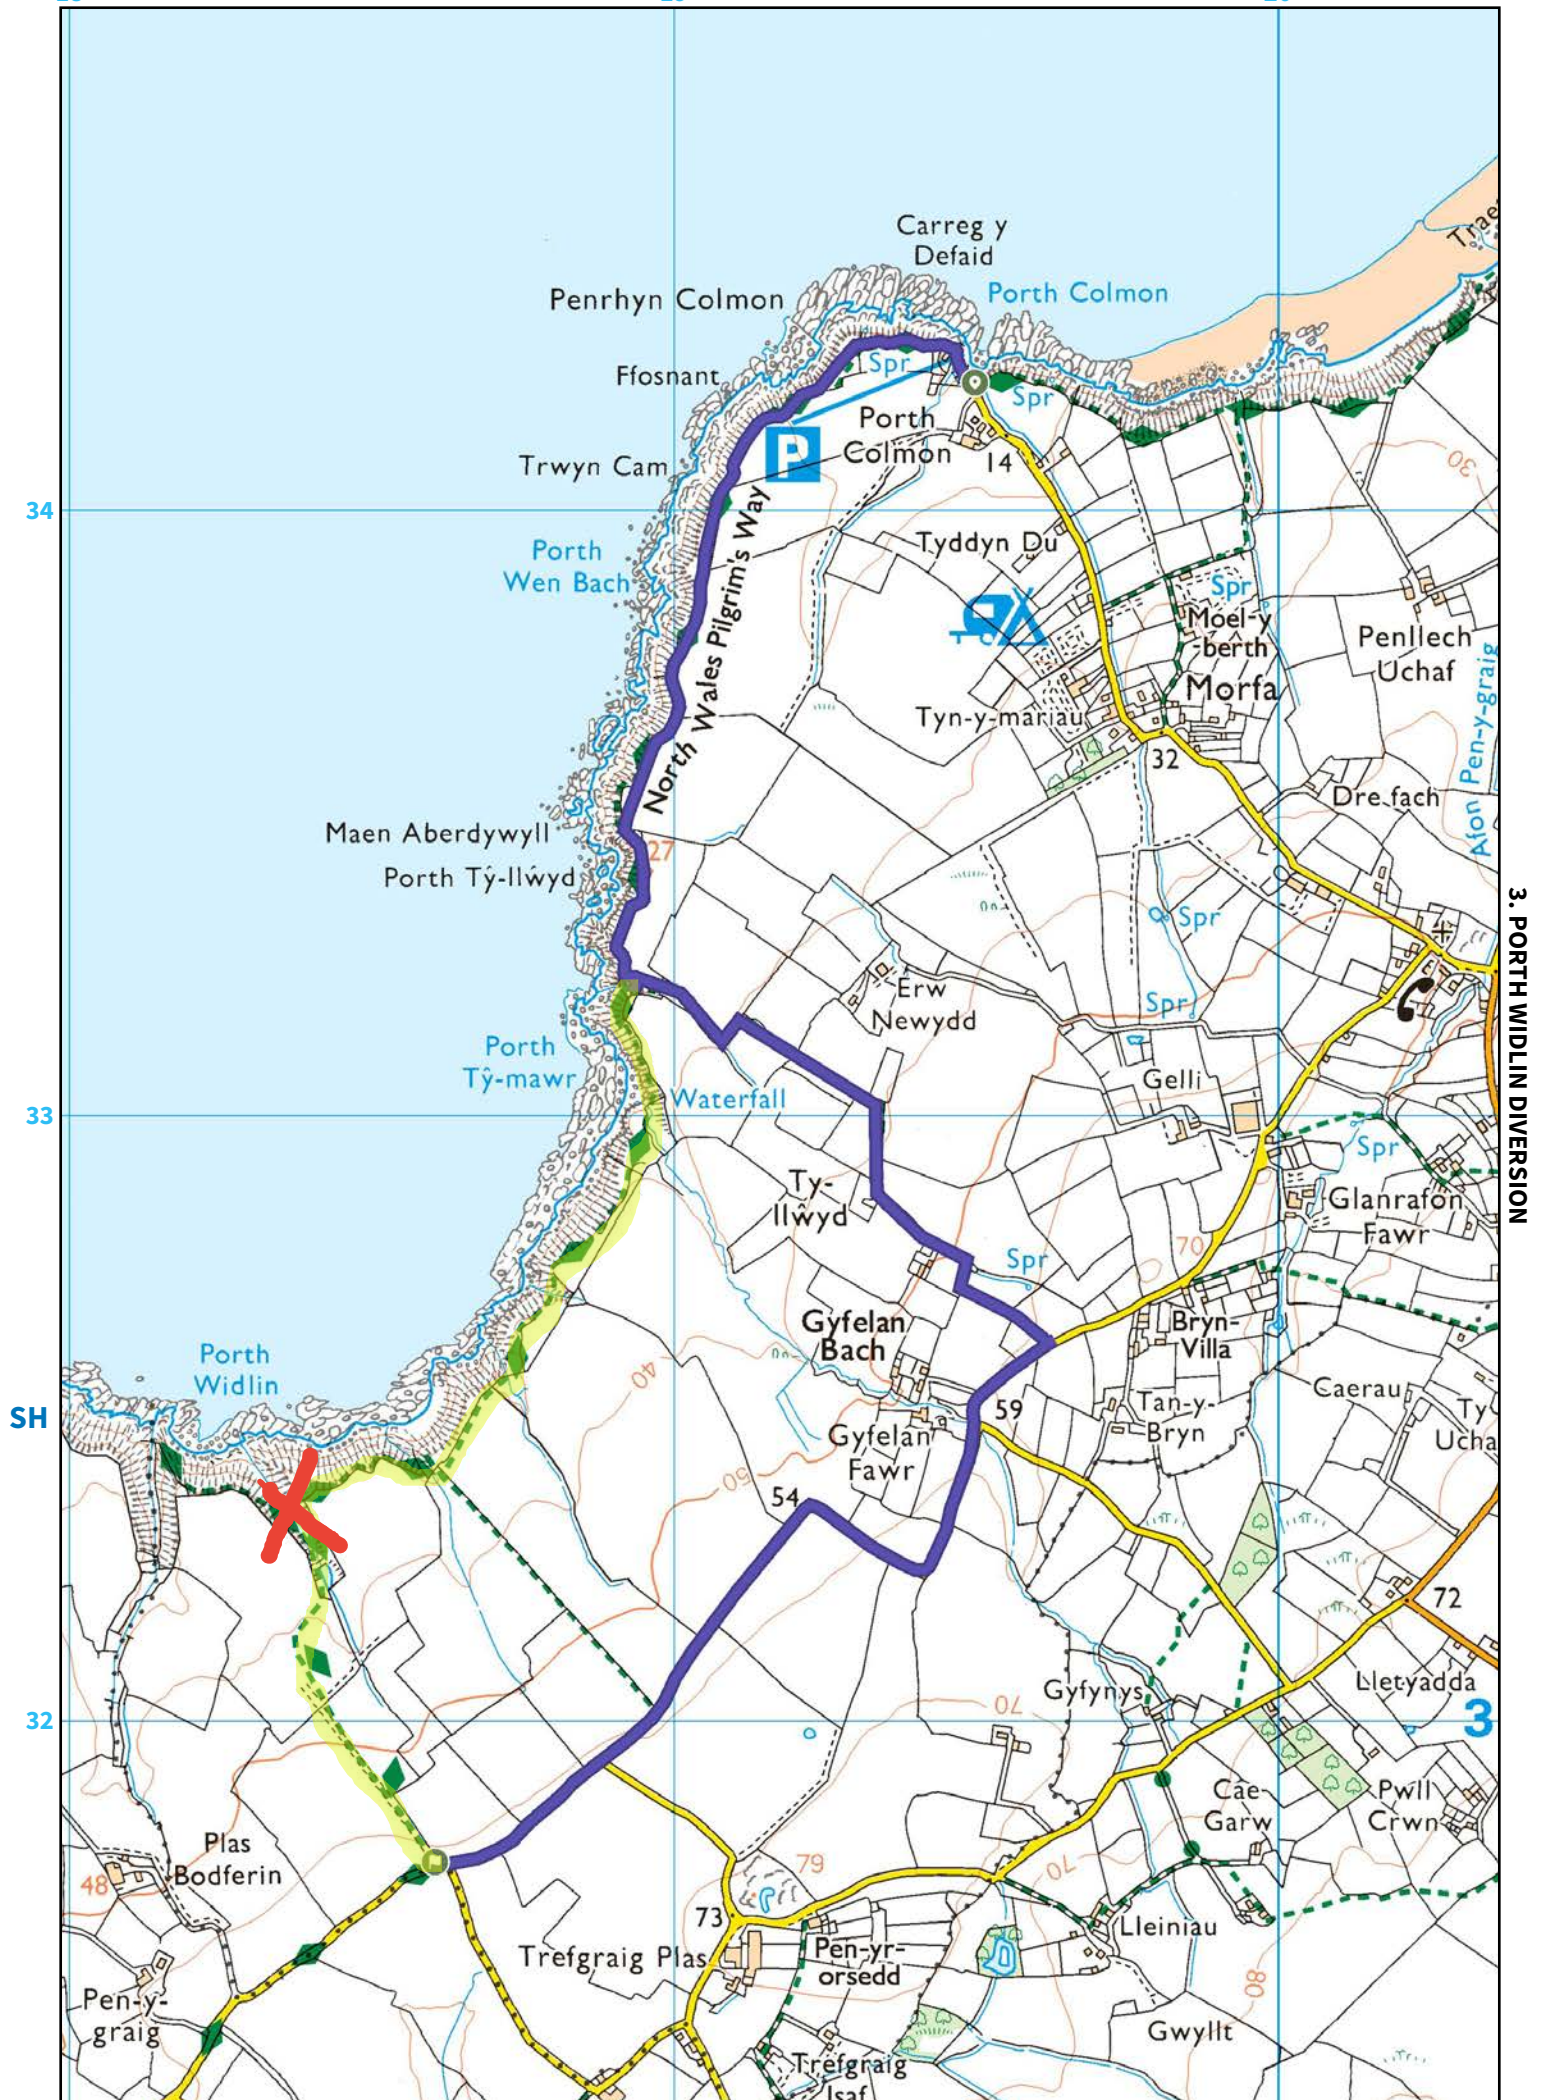 Carreg y
Defaid
Penrhyn Colmon
Porth Colmon
Ffosnant
Spr
Spr
Porth
Colmon
P
14
Trwyn Cam
30
34
North Wales Pilgrim's Way
Porth
Wen Bach
Tyddyn Du
Spr
Moel-y
-berth
Penllech
Uchaf
Morfa
Tyn-y-mariau
32
Afon Pen-y-graig
Dre fach
Maen Aberdywyll
27
Porth Tŷ-llŵyd
Spr
3. PORTH WIDLIN DIVERSION
Erw
Newydd
Spr
Porth
Tŷ-mawr
Gelli
Waterfall
33
Spr
Ty-
llŵyd
Glanrafon
Fawr
70
Spr
Gyfelan
Bach
Bryn-
Villa
Porth
Widlin
40
Caerau
SH
59
Tan-y-
Bryn
Ty
Ucha
Gyfelan
Fawr
50
54
72
Gyfynys
Lletyadda
70
32
3
Cae-
Garw
Pwll
Crwn
Plas
Bodferin
48
79
70
73
Lleiniau
Trefgraig Plas
Pen-yr-
orsedd
80
Pen-y-
graig
Gwyllt
Trefgraig
Isaf